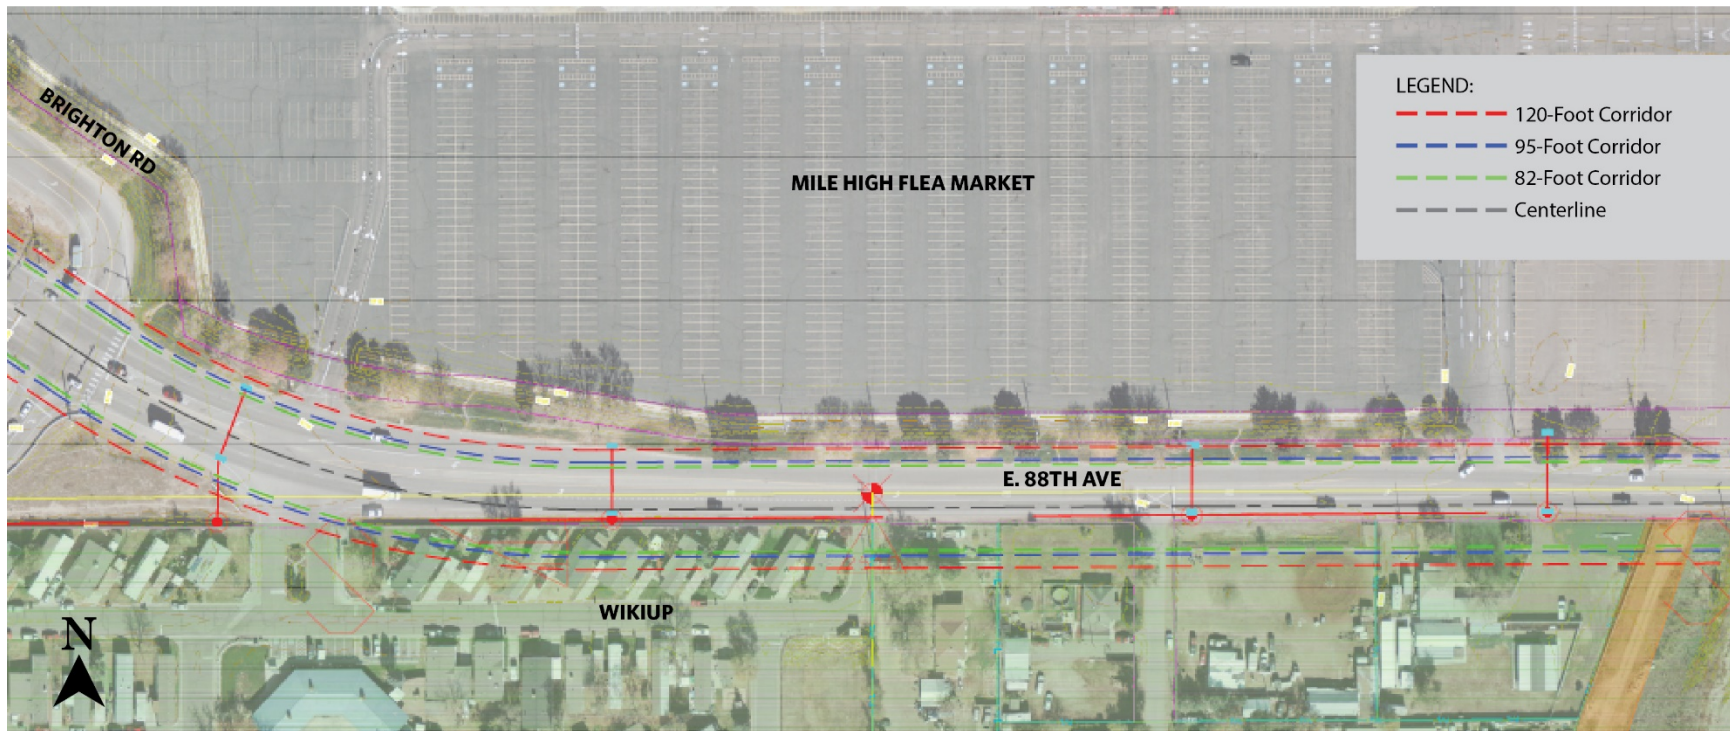 BRIGHTON RD
MILE HIGH FLEA MARKET
LEGEND:
120-Foot Corridor
95-Foot Corridor
82-Foot Corridor
Centerline
E. 88TH AVE
WIKIUP
N